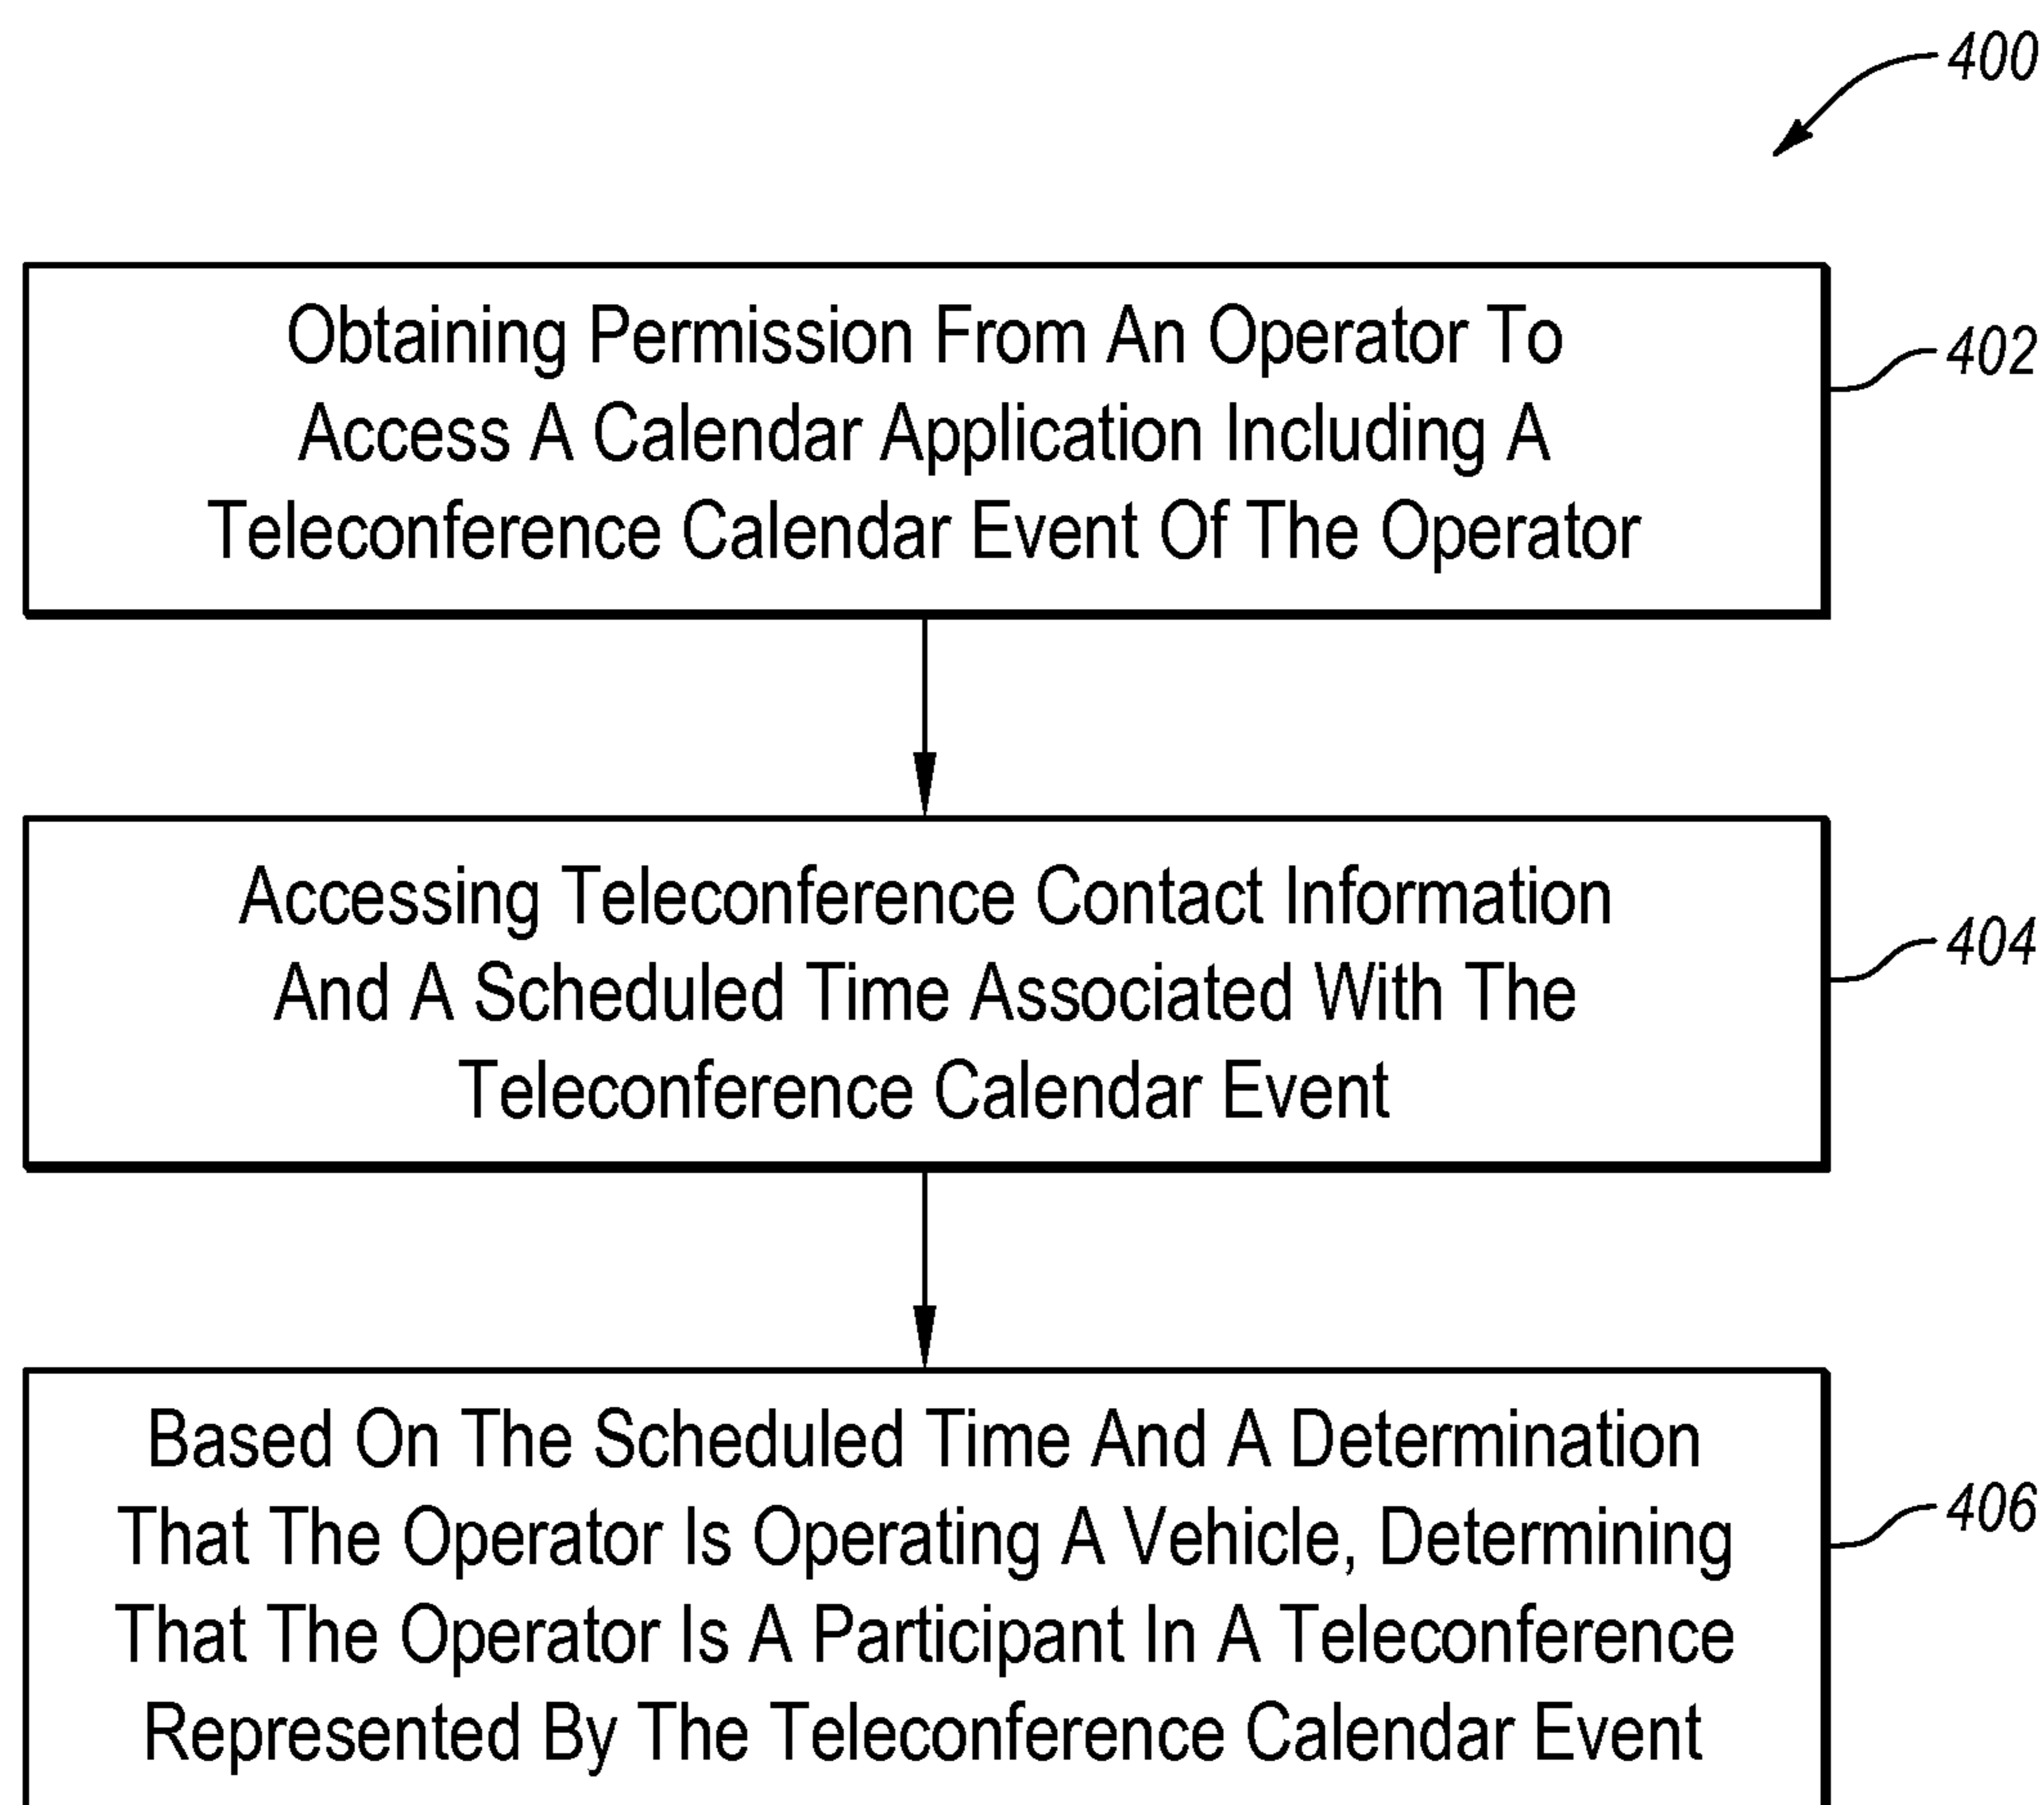 400
Obtaining Permission From An Operator To
Access A Calendar Application Including A
Teleconference Calendar Event Of The Operator
402
Accessing Teleconference Contact Information
And A Scheduled Time Associated With The
Teleconference Calendar Event
404
Based On The Scheduled Time And A Determination
That The Operator Is Operating A Vehicle, Determining
That The Operator Is A Participant In A Teleconference
Represented By The Teleconference Calendar Event
406